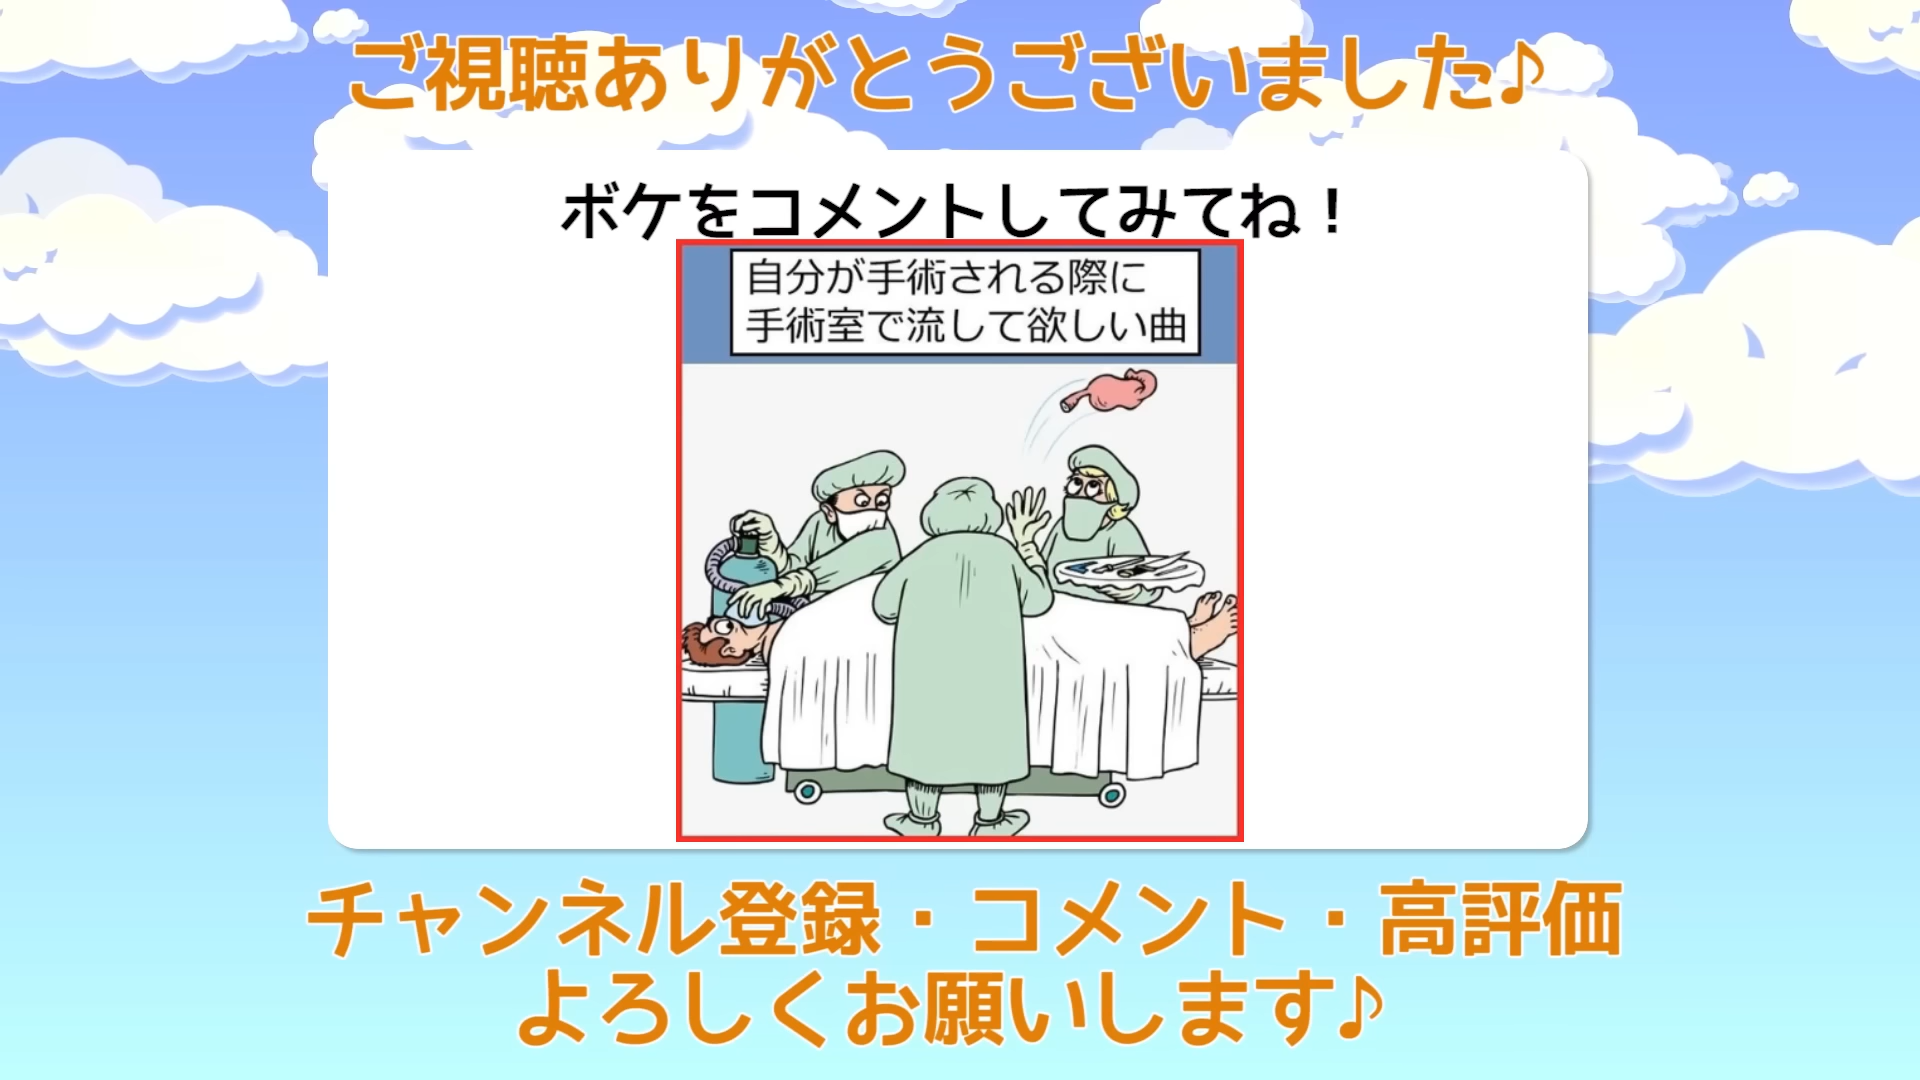 ご視聴ありがとうございました♪
ボケをコメントしてみてね！
自分が手術される際に
手術室で流して欲しい曲
チャンネル登録・コメント・高評価
よろしくお願いします♪